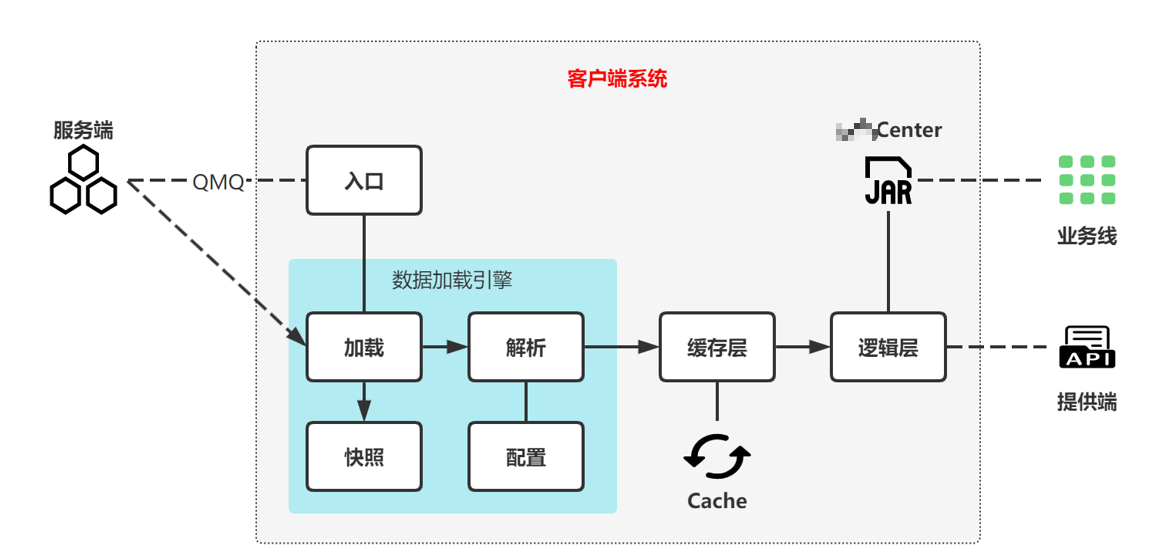 客户端系统
服务端
Center
QMQ
入口
JAR
业务线
数据加载引擎
加载
解析
缓存层
逻辑层
API
提供端
快照
配置
Cache